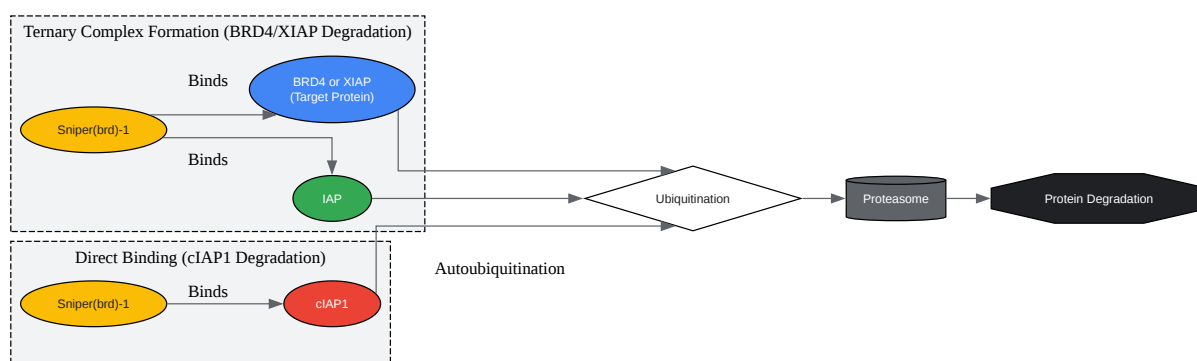 Ternary Complex Formation (BRD4/XIAP Degradation)
Binds
BRD4 or XIAP
(Target Protein)
Sniper(brd)-1
Binds
IAP
Ubiquitination
Proteasome
Protein Degradation
Direct Binding (cIAP1 Degradation)
Autoubiquitination
Sniper(brd)-1
Binds
cIAP1